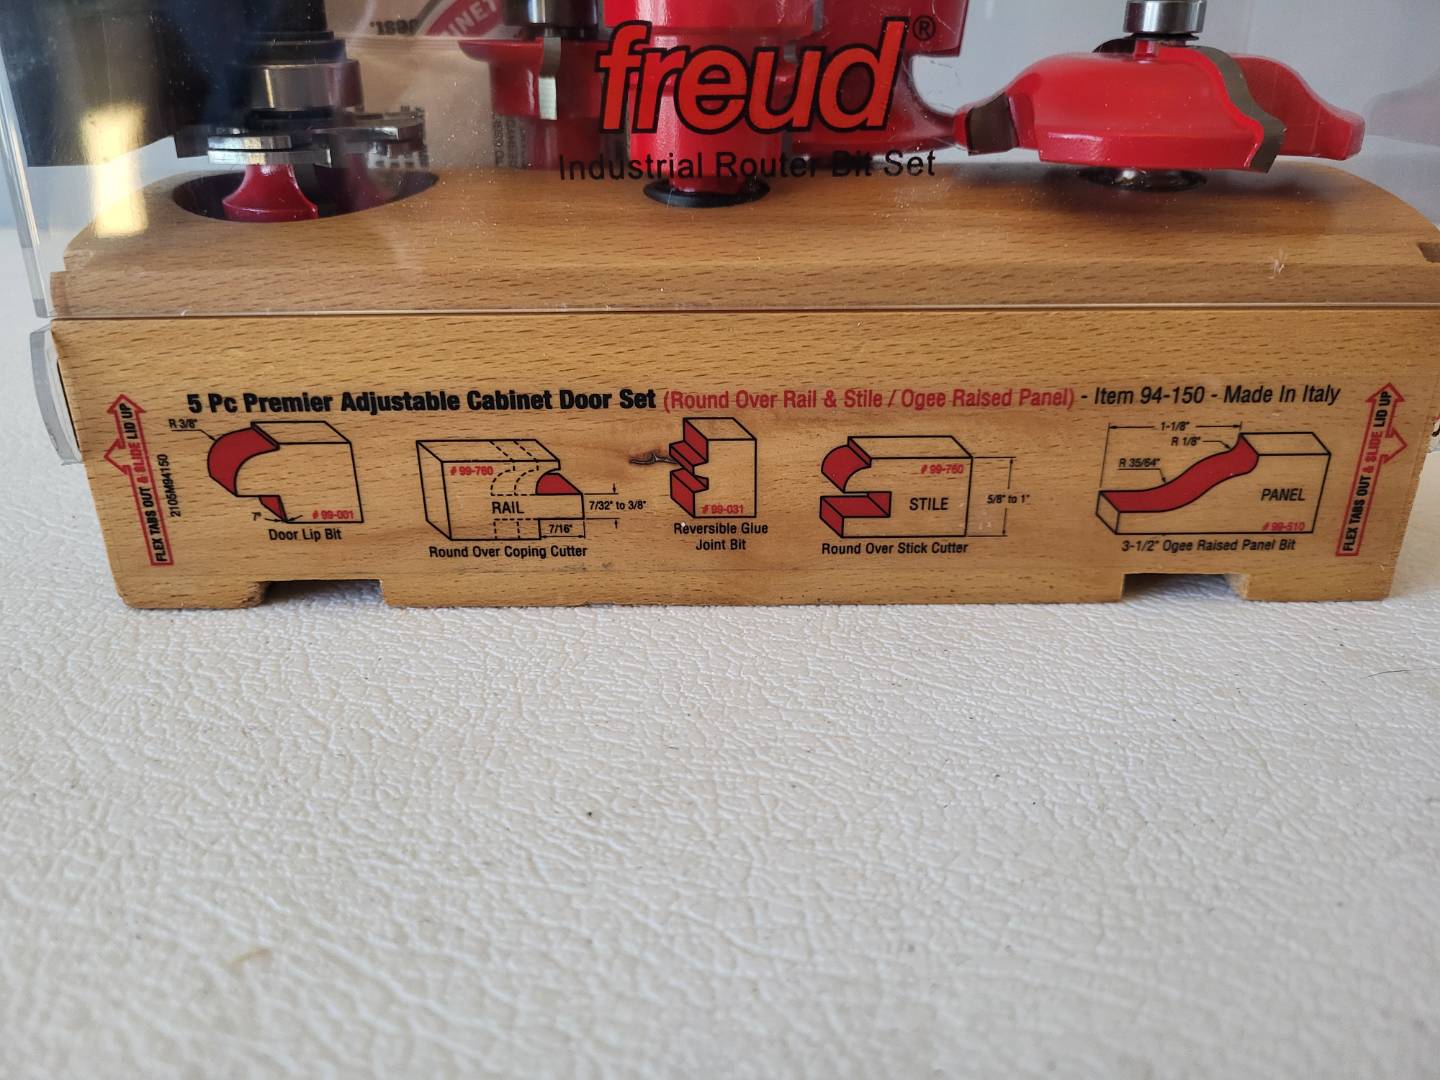 freud®
Industrial Router Bit Set
5 Pc Premier Adjustable Cabinet Door Set (Round Over Rail & Stile / Ogee Raised Panel) - Item 94-150 - Made In Italy
FLEX TABS OUT & SLIDE LID UP
2105M94150
R 3/8"
7°
# 99-001
Door Lip Bit
# 99-760
RAIL
7/32" to 3/8"
7/16"
Round Over Coping Cutter
# 99-031
Reversible Glue
Joint Bit
# 99-760
STILE
5/8" to 1"
Round Over Stick Cutter
1-1/8"
R 1/8"
R 35/64"
PANEL
# 99-510
3-1/2" Ogee Raised Panel Bit
FLEX TABS OUT & SLIDE LID UP